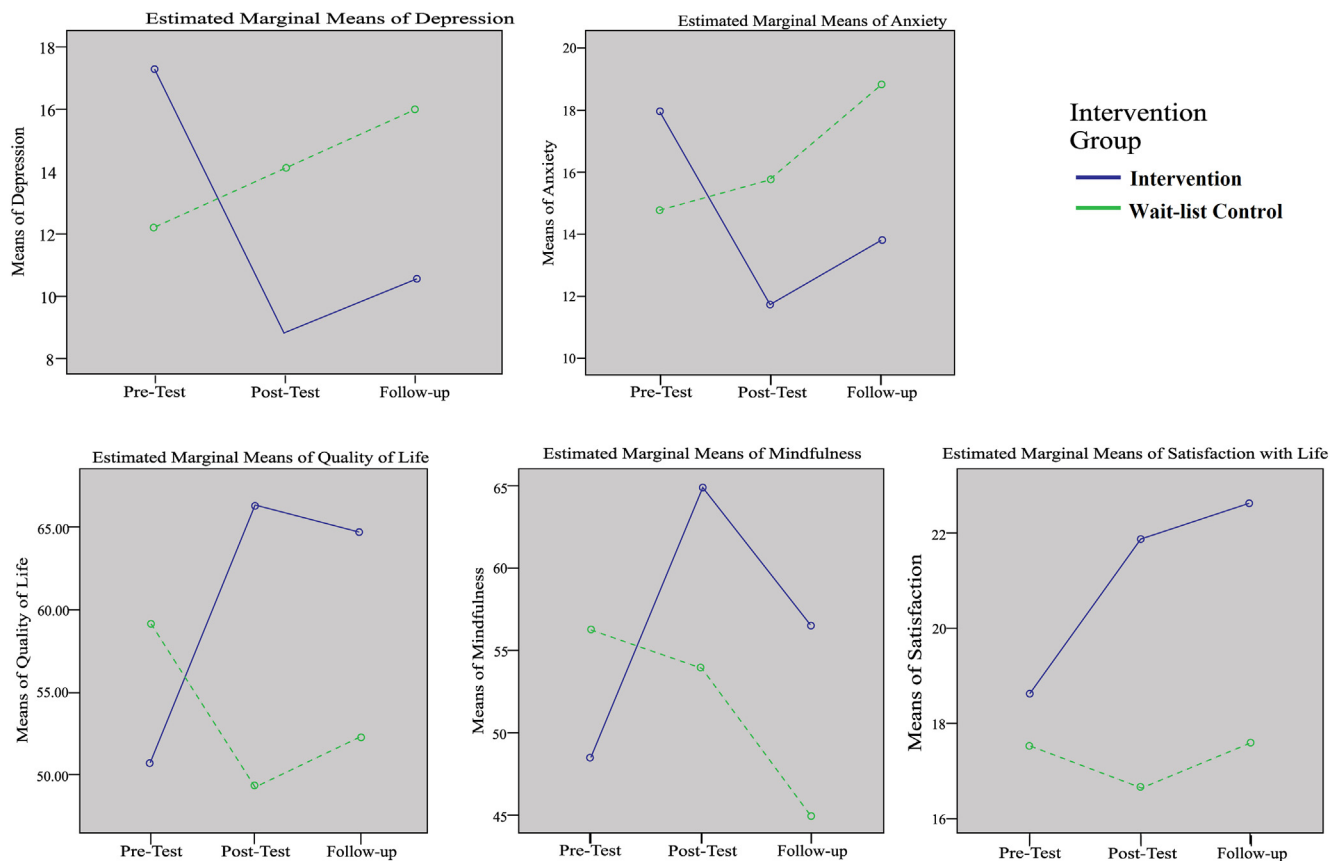 Estimated Marginal Means of Depression
18
16
14
12
10
8
Means of Depression
Pre-Test
Post-Test
Follow-up
Estimated Marginal Means of Anxiety
20
18
16
14
12
10
Means of Anxiety
Pre-Test
Post-Test
Follow-up
Intervention
Group
Intervention
Wait-list Control
Estimated Marginal Means of Quality of Life
65.00
60.00
55.00
50.00
Means of Quality of Life
Pre-Test
Post-Test
Follow-up
Estimated Marginal Means of Mindfulness
65
60
55
50
45
Means of Mindfulness
Pre-Test
Post-Test
Follow-up
Estimated Marginal Means of Satisfaction with Life
22
20
18
16
Means of Satisfaction
Pre-Test
Post-Test
Follow-up